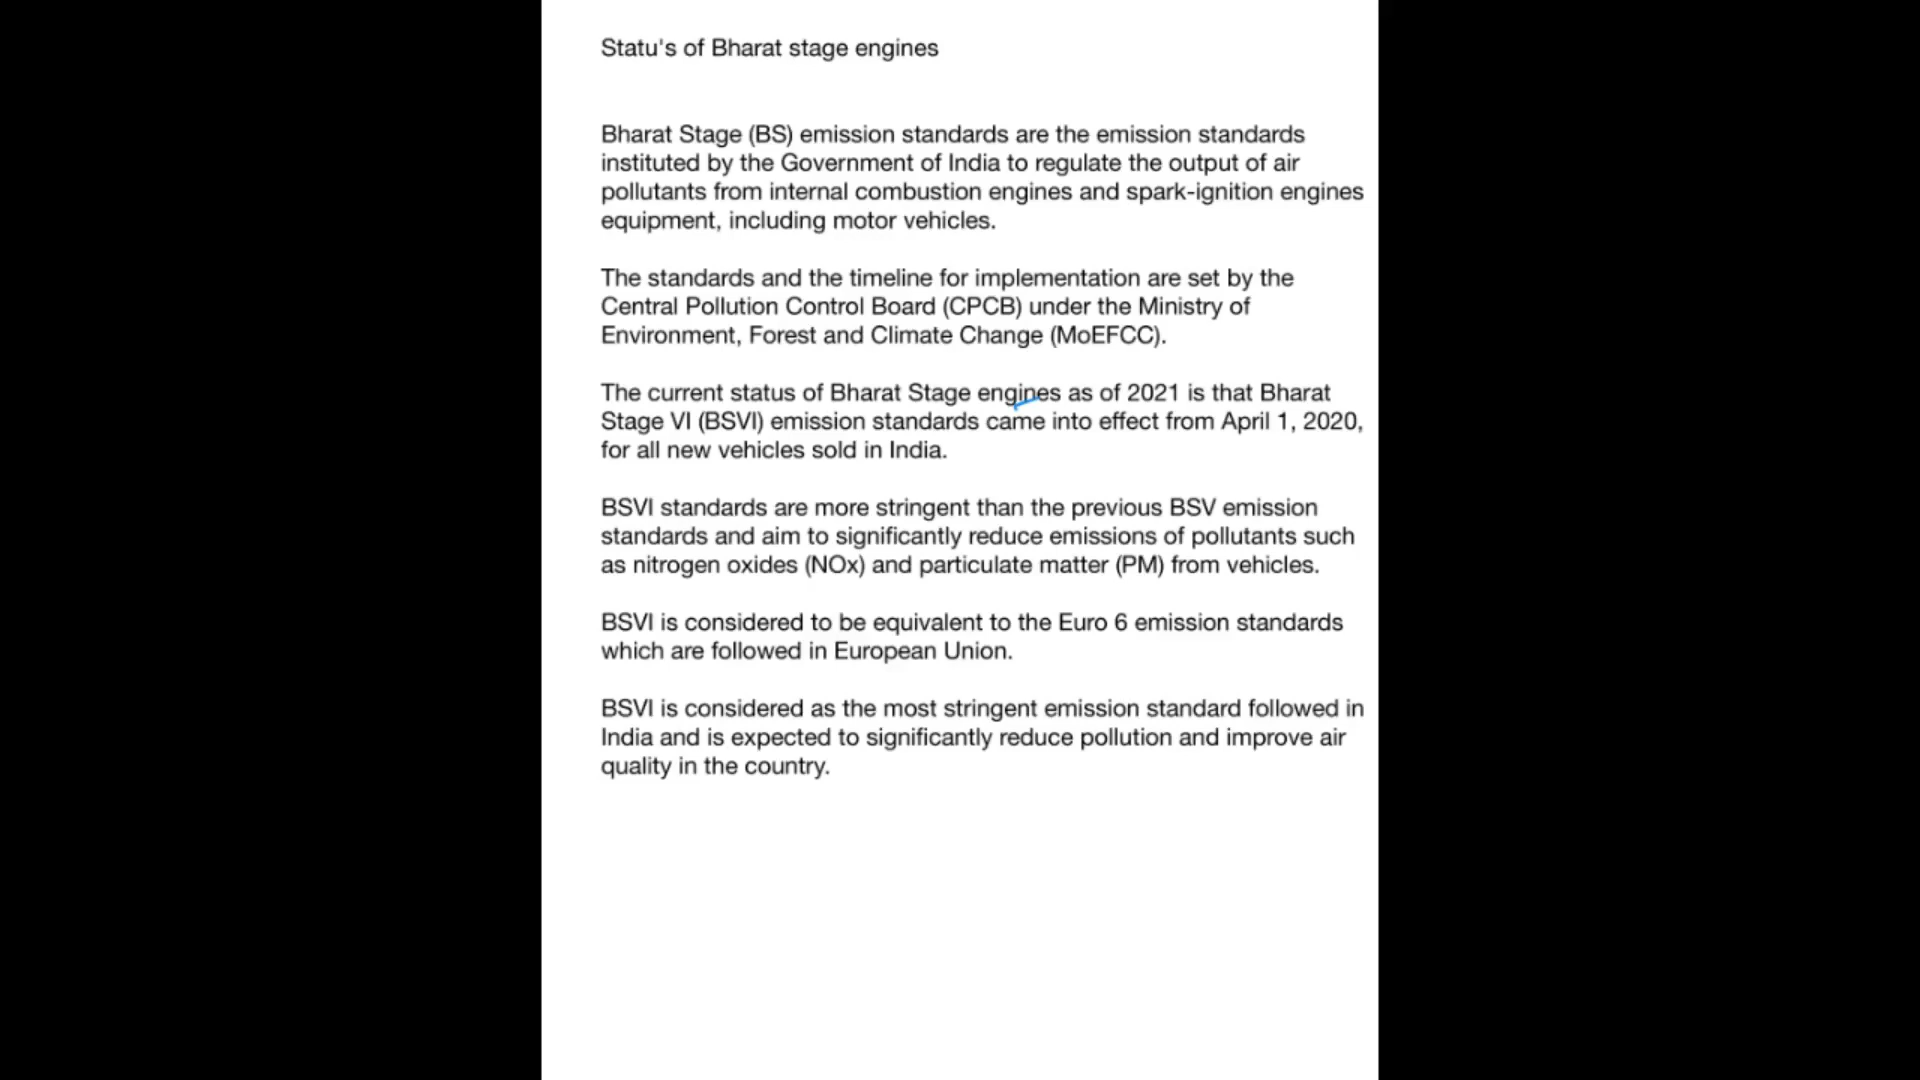 Statu's of Bharat stage engines
Bharat Stage (BS) emission standards are the emission standards
instituted by the Government of India to regulate the output of air
pollutants from internal combustion engines and spark-ignition engines
equipment, including motor vehicles.
The standards and the timeline for implementation are set by the
Central Pollution Control Board (CPCB) under the Ministry of
Environment, Forest and Climate Change (MoEFCC).
The current status of Bharat Stage engines as of 2021 is that Bharat
Stage VI (BSVI) emission standards came into effect from April 1, 2020,
for all new vehicles sold in India.
BSVI standards are more stringent than the previous BSV emission
standards and aim to significantly reduce emissions of pollutants such
as nitrogen oxides (NOx) and particulate matter (PM) from vehicles.
BSVI is considered to be equivalent to the Euro 6 emission standards
which are followed in European Union.
BSVI is considered as the most stringent emission standard followed in
India and is expected to significantly reduce pollution and improve air
quality in the country.